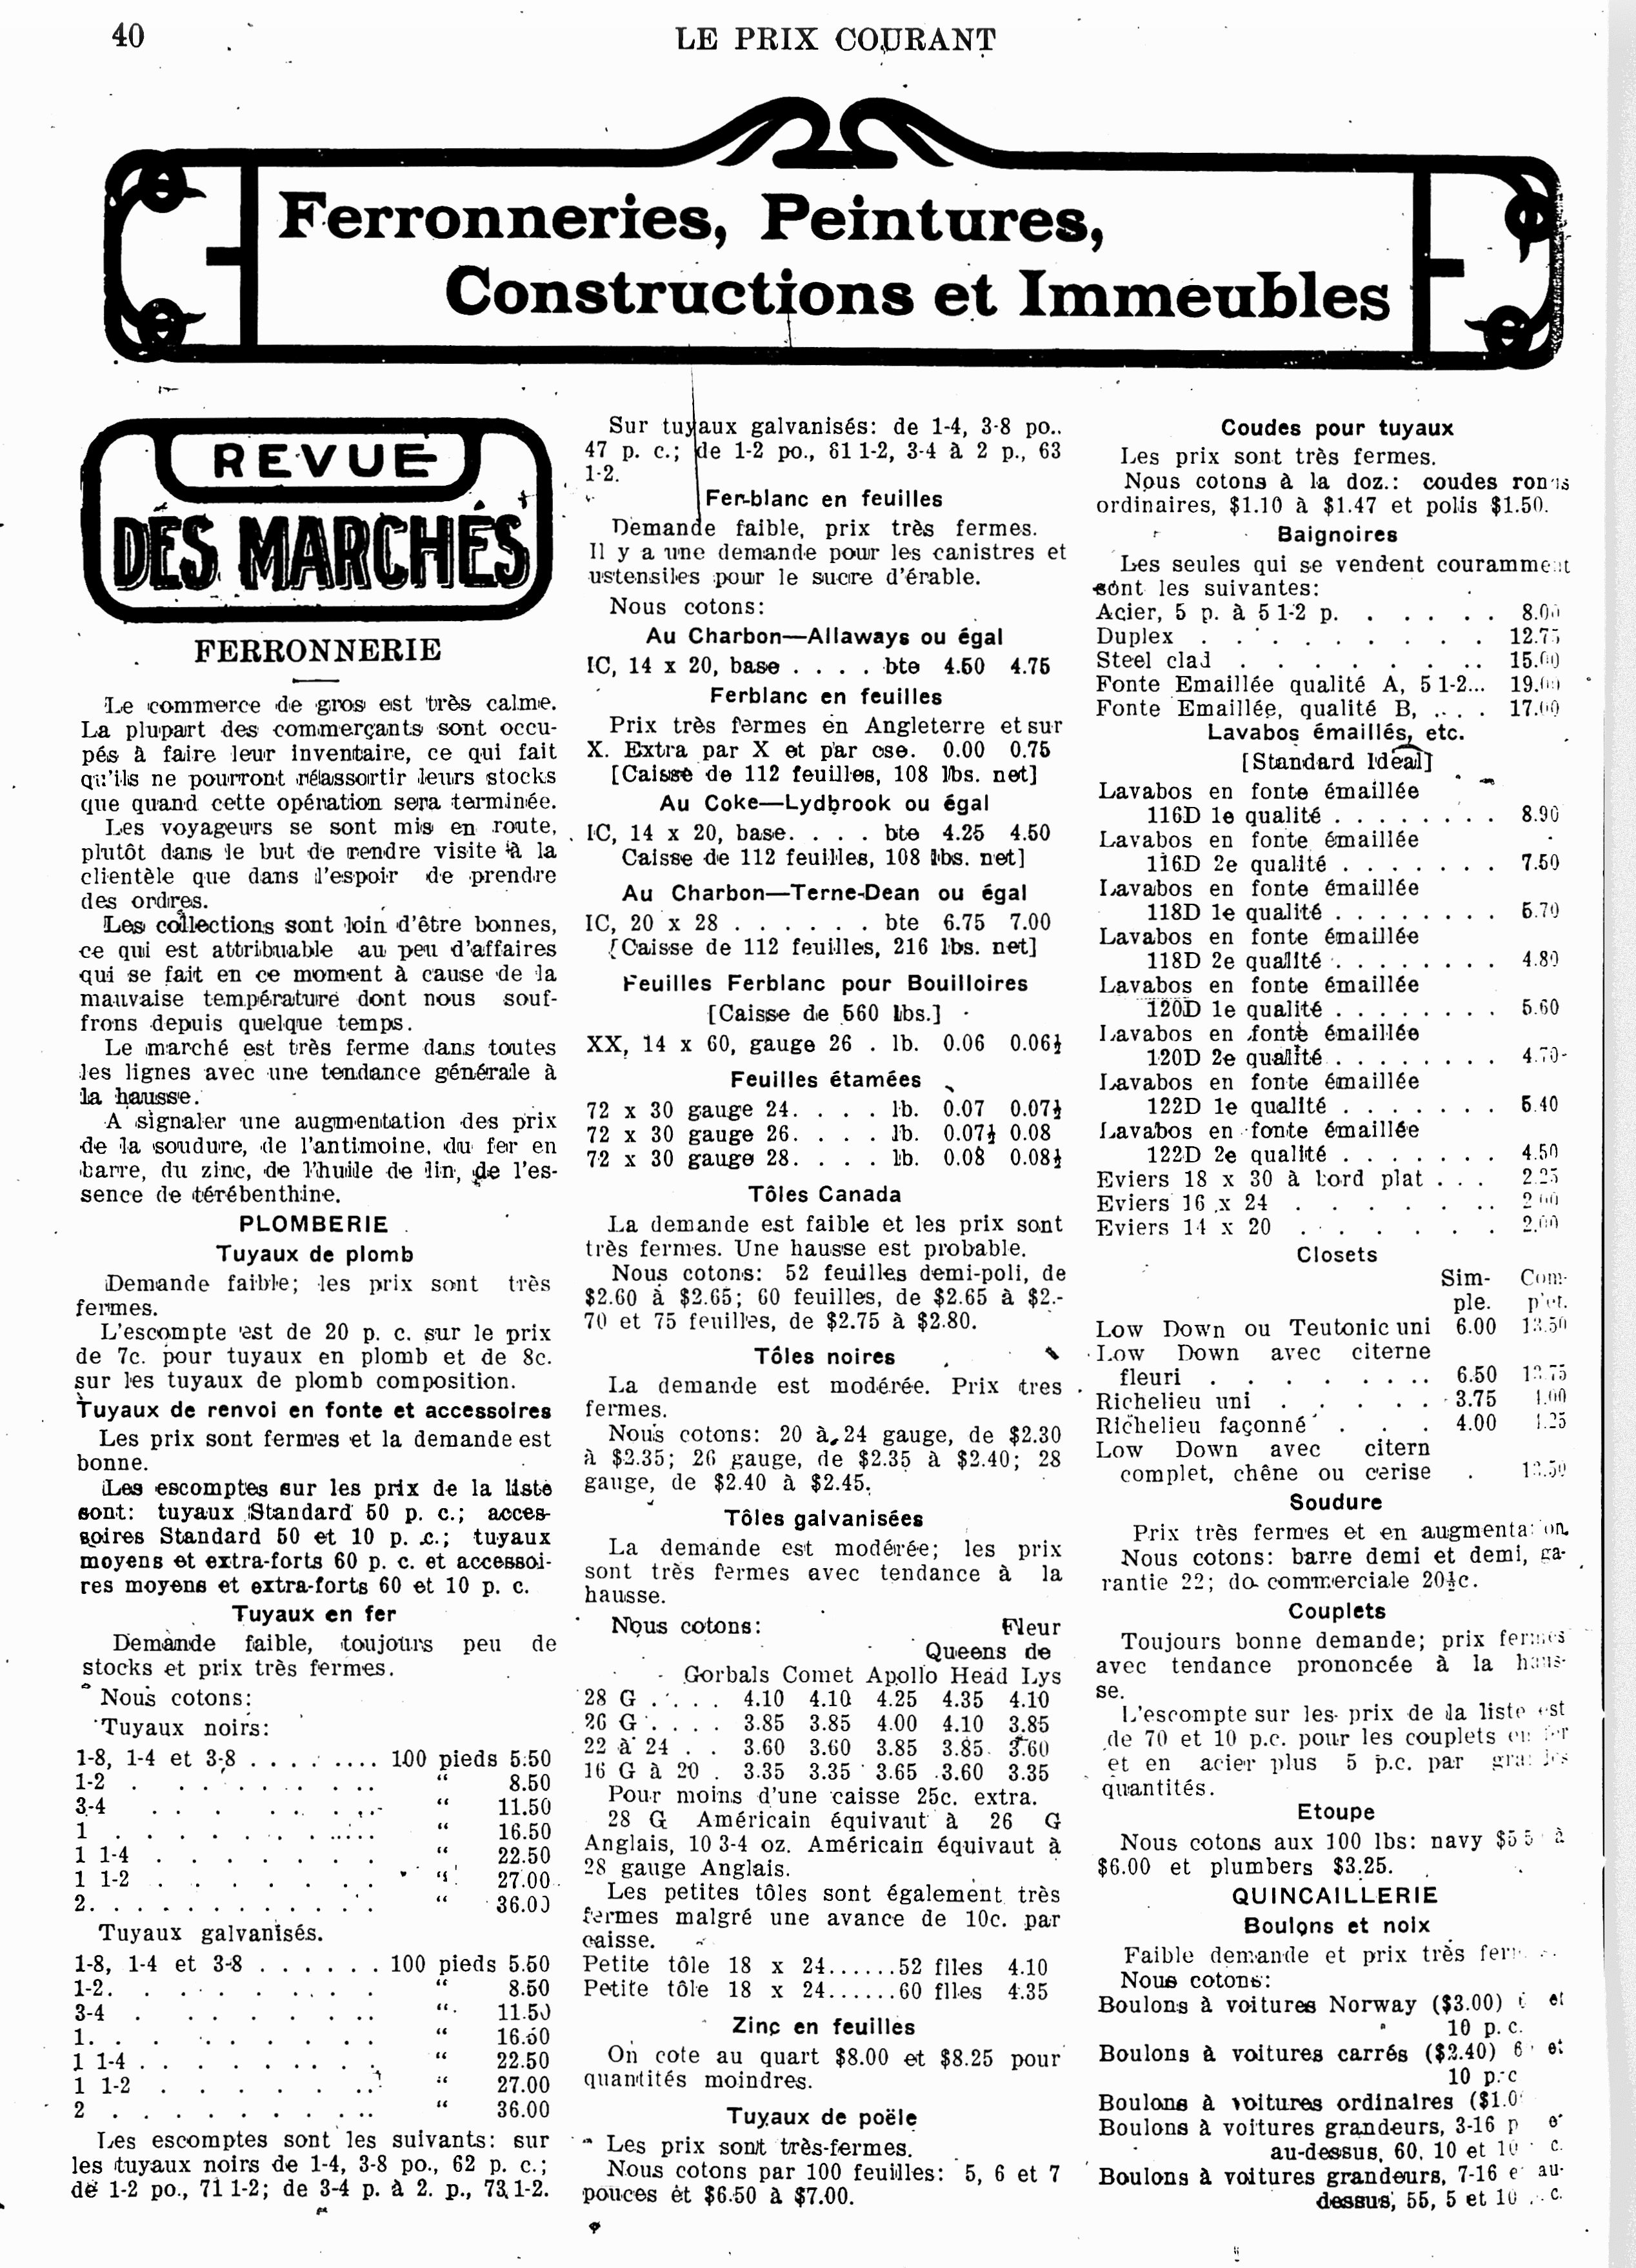 40
LE PRIX COURANT
Ferronneries, Peintures,
Constructions et Immeubles
REVUE
DES MARCHÉS
FERRONNERIE
Le commerce de gros est très calme.
La plupart des commerçants sont occu-
pés à faire leur inventaire, ce qui fait
qu'ils ne pourront réassortir leurs stocks
que quand cette opération sera terminée.
Les voyageurs se sont mis en route,
plutôt dans le but de rendre visite à la
clientèle que dans l'espoir de prendre
des ordres.
Les collections sont loin d'être bonnes,
ce qui est attribuable au peu d'affaires
qui se fait en ce moment à cause de la
mauvaise température dont nous souf-
frons depuis quelque temps.
Le marché est très ferme dans toutes
les lignes avec une tendance générale à
la hausse.
A signaler une augmentation des prix
de la soudure, de l'antimoine, du fer en
barre, du zinc, de l'huile de lin, de l'es-
sence de térébenthine.
PLOMBERIE
Tuyaux de plomb
Demande faible; les prix sont très
fermes.
L'escompte est de 20 p. c. sur le prix
de 7c. pour tuyaux en plomb et de 8c.
sur les tuyaux de plomb composition.
Tuyaux de renvoi en fonte et accessoires
Les prix sont fermes et la demande est
bonne.
Les escomptes sur les prix de la liste
sont: tuyaux Standard 50 p. c.; acces-
soires Standard 50 et 10 p. c.; tuyaux
moyens et extra-forts 60 p. c. et accessoi-
res moyens et extra-forts 60 et 10 p. c.
Tuyaux en fer
Demande faible, toujours peu de
stocks et prix très fermes.
Nous cotons:
Tuyaux noirs:
1-8, 1-4 et 3-8 . . . . . . . . 100 pieds 5.50
1-2 . . . . . . . . . " 8.50
3-4 . . . . . . . . " 11.50
1 . . . . . . . . . " 16.50
1 1-4 . . . . . . . " 22.50
1 1-2 . . . . . . . " 27.00
2. . . . . . . . . . " 36.00
Tuyaux galvanisés.
1-8, 1-4 et 3-8 . . . . . . 100 pieds 5.50
1-2. . . . . . . . . " 8.50
3-4 . . . . . . . . " 11.50
1. . . . . . . . . " 16.50
1 1-4 . . . . . . . . " 22.50
1 1-2 . . . . . . . " 27.00
2 . . . . . . . . . " 36.00
Les escomptes sont les suivants: sur
les tuyaux noirs de 1-4, 3-8 po., 62 p. c.;
de 1-2 po., 71 1-2; de 3-4 p. à 2. p., 73 1-2.
Sur tuyaux galvanisés: de 1-4, 3-8 po..
47 p. c.; de 1-2 po., 61 1-2, 3-4 à 2 p., 63
1-2.
Fer-blanc en feuilles
Demande faible, prix très fermes.
Il y a une demande pour les canistres et
ustensiles pour le sucre d'érable.
Nous cotons:
Au Charbon—Allaways ou égal
IC, 14 x 20, base . . . . bte 4.50 4.75
Ferblanc en feuilles
Prix très fermes en Angleterre et sur
X. Extra par X et par cse. 0.00 0.75
[Caisse de 112 feuilles, 108 lbs. net]
Au Coke—Lydbrook ou égal
IC, 14 x 20, base. . . . bte 4.25 4.50
Caisse de 112 feuilles, 108 lbs. net]
Au Charbon—Terne-Dean ou égal
IC, 20 x 28 . . . . . . bte 6.75 7.00
[Caisse de 112 feuilles, 216 lbs. net]
Feuilles Ferblanc pour Bouilloires
[Caisse de 560 lbs.]
XX, 14 x 60, gauge 26 . lb. 0.06 0.06½
Feuilles étamées
72 x 30 gauge 24. . . . lb. 0.07 0.07½
72 x 30 gauge 26. . . . lb. 0.07½ 0.08
72 x 30 gauge 28. . . . lb. 0.08 0.08½
Tôles Canada
La demande est faible et les prix sont
très fermes. Une hausse est probable.
Nous cotons: 52 feuilles demi-poli, de
$2.60 à $2.65; 60 feuilles, de $2.65 à $2.-
70 et 75 feuilles, de $2.75 à $2.80.
Tôles noires
La demande est modérée. Prix tres
fermes.
Nous cotons: 20 à 24 gauge, de $2.30
à $2.35; 26 gauge, de $2.35 à $2.40; 28
gauge, de $2.40 à $2.45.
Tôles galvanisées
La demande est modérée; les prix
sont très fermes avec tendance à la
hausse.
Nous cotons: Fleur
Queens de
Gorbals Comet Apollo Head Lys
28 G . . . . 4.10 4.10 4.25 4.35 4.10
26 G . . . . 3.85 3.85 4.00 4.10 3.85
22 à 24 . . 3.60 3.60 3.85 3.85 3.60
16 G à 20 . 3.35 3.35 3.65 3.60 3.35
Pour moins d'une caisse 25c. extra.
28 G Américain équivaut à 26 G
Anglais, 10 3-4 oz. Américain équivaut à
28 gauge Anglais.
Les petites tôles sont également très
fermes malgré une avance de 10c. par
caisse.
Petite tôle 18 x 24......52 flles 4.10
Petite tôle 18 x 24......60 flles 4.35
Zinc en feuilles
On cote au quart $8.00 et $8.25 pour
quantités moindres.
Tuyaux de poële
Les prix sont très-fermes.
Nous cotons par 100 feuilles: 5, 6 et 7
pouces et $6.50 à $7.00.
Coudes pour tuyaux
Les prix sont très fermes.
Nous cotons à la doz.: coudes ronds
ordinaires, $1.10 à $1.47 et polis $1.50.
Baignoires
Les seules qui se vendent couramment
sont les suivantes:
Acier, 5 p. à 5 1-2 p. . . . . . 8.00
Duplex . . . . . . . . . 12.75
Steel clad . . . . . . . .. 15.00
Fonte Emaillée qualité A, 5 1-2... 19.00
Fonte Emaillée, qualité B, . . . . 17.00
Lavabos émaillés, etc.
[Standard Idéal]
Lavabos en fonte émaillée
116D 1e qualité . . . . . . . . 8.90
Lavabos en fonte émaillée
116D 2e qualité . . . . . . . 7.50
Lavabos en fonte émaillée
118D 1e qualité . . . . . . . . 5.70
Lavabos en fonte émaillée
118D 2e qualité . . . . . . . . 4.80
Lavabos en fonte émaillée
120D 1e qualité . . . . . . . . 5.60
Lavabos en fonte émaillée
120D 2e qualité . . . . . . . . 4.70
Lavabos en fonte émaillée
122D 1e qualité . . . . . . . 5.40
Lavabos en fonte émaillée
122D 2e qualité . . . . . . . 4.50
Eviers 18 x 30 à bord plat . . . 2.25
Eviers 16 x 24 . . . . . . ..
Eviers 14 x 20 . . . . . . . 2.00
Closets
Sim- Com-
ple. plet.
Low Down ou Teutonic uni 6.00 13.50
Low Down avec citerne
fleuri . . . . . . . .. 6.50 13.75
Richelieu uni . . . . . . 3.75
Richelieu façonné . . . 4.00
Low Down avec citern
complet, chêne ou cerise . 13.50
Soudure
Prix très fermes et en augmentation.
Nous cotons: barre demi et demi, ga-
rantie 22; do commerciale 20½c.
Couplets
Toujours bonne demande; prix fermes
avec tendance prononcée à la haus-
se.
L'escompte sur les prix de la liste est
de 70 et 10 p.c. pour les couplets en fer
et en acier plus 5 p.c. par grandes
quantités.
Etoupe
Nous cotons aux 100 lbs: navy à
$6.00 et plumbers $3.25.
QUINCAILLERIE
Boulons et noix
Faible demande et prix très
Nous cotons:
Boulons à voitures Norway ($3.00) et
10 p. c.
Boulons à voitures carrés ($2.40) et
10 p.c
Boulons à voitures ordinaires
Boulons à voitures grandeurs, 3-16 p et
au-dessus, 60, 10 et 10 c.
Boulons à voitures grandeurs, 7-16 e au-
dessus, 55, 5 et 10 c.